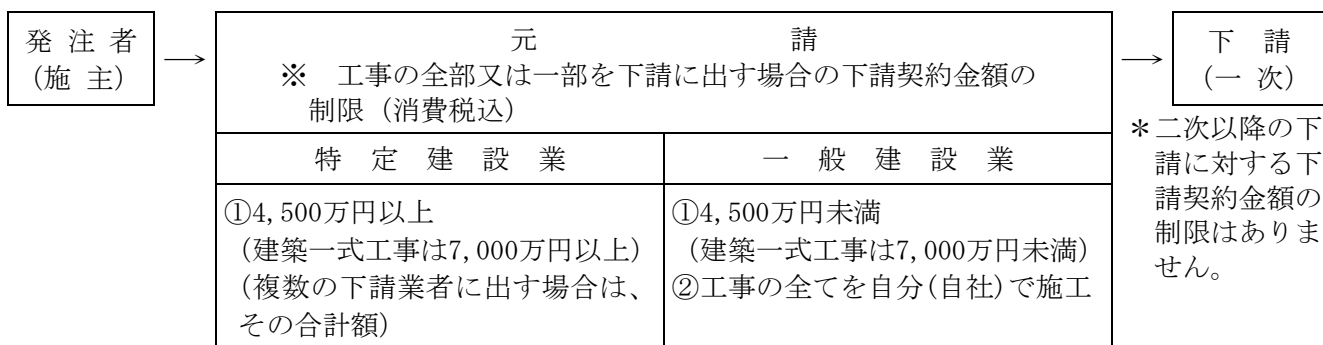 発 注 者
(施 主)
→
元 請
※ 工事の全部又は一部を下請に出す場合の下請契約金額の
制限 (消費税込)
→
下 請
(一 次)
特 定 建 設 業
一 般 建 設 業
①4,500万円以上
(建築一式工事は7,000万円以上)
(複数の下請業者に出す場合は、
その合計額)
①4,500万円未満
(建築一式工事は7,000万円未満)
②工事の全てを自分(自社)で施工
＊二次以降の下
請に対する下
請契約金額の
制限はありま
せん。